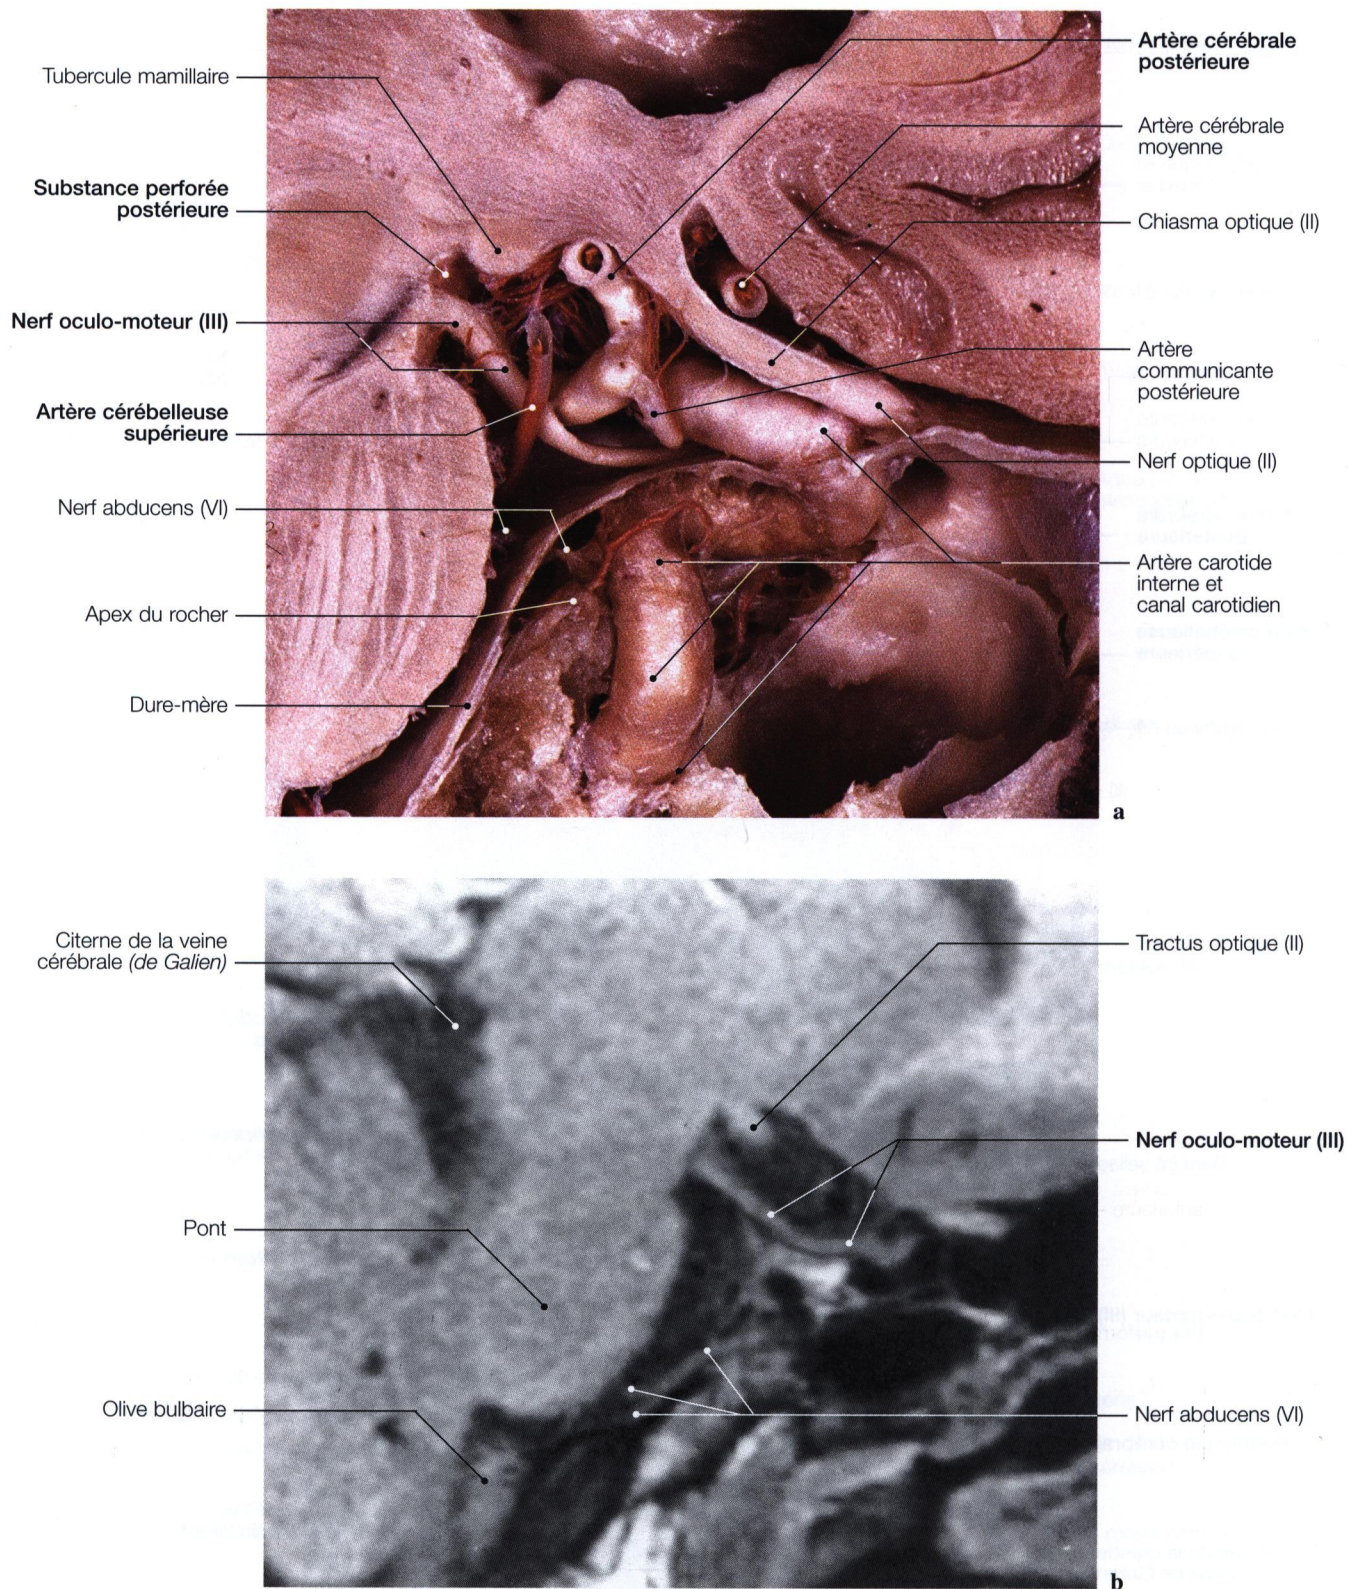 Tubercule mamillaire
Substance perforée
postérieure
Nerf oculo-moteur (III)
Artère cérébelleuse
supérieure
Nerf abducens (VI)
Apex du rocher
Dure-mère
Artère cérébrale
postérieure
Artère cérébrale
moyenne
Chiasma optique (II)
Artère
communicante
postérieure
Nerf optique (II)
Artère carotide
interne et
canal carotidien
a
Citerne de la veine
cérébrale (de Galien)
Pont
Olive bulbaire
Tractus optique (II)
Nerf oculo-moteur (III)
Nerf abducens (VI)
b